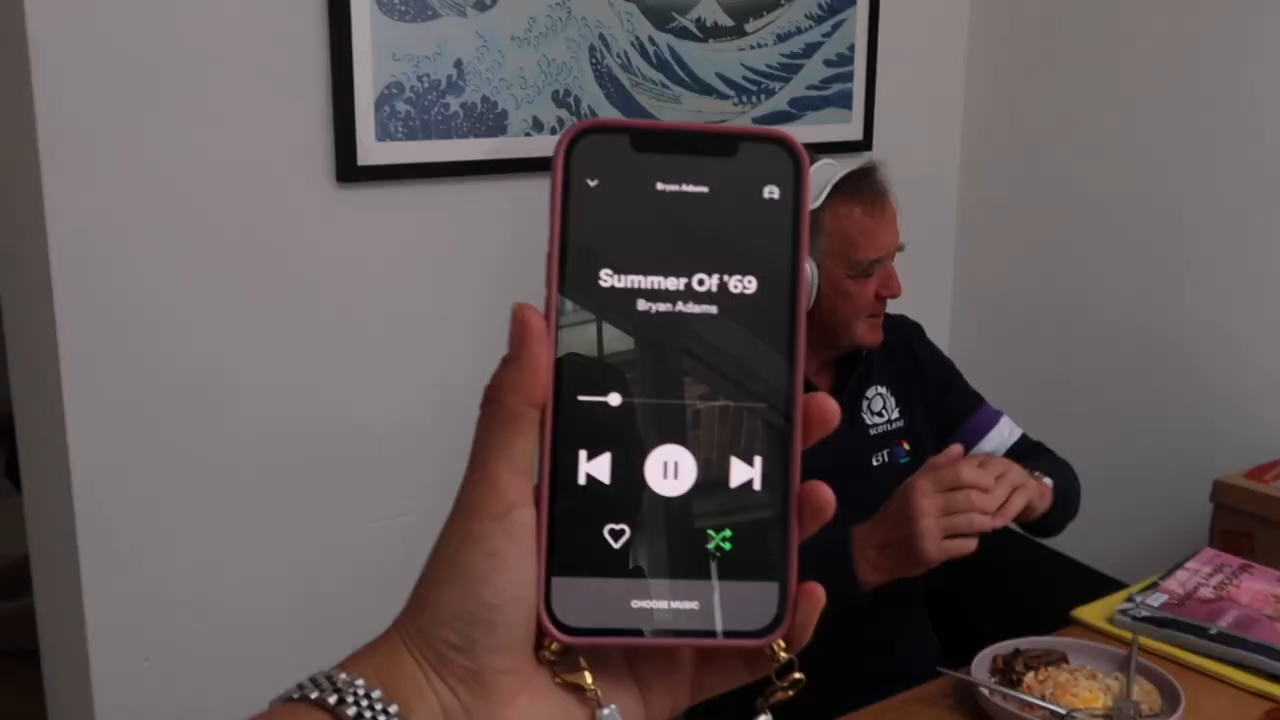 Bryan Adams
Summer Of '69
Bryan Adams
CHOOSE MUSIC
SCOTLAND
BT